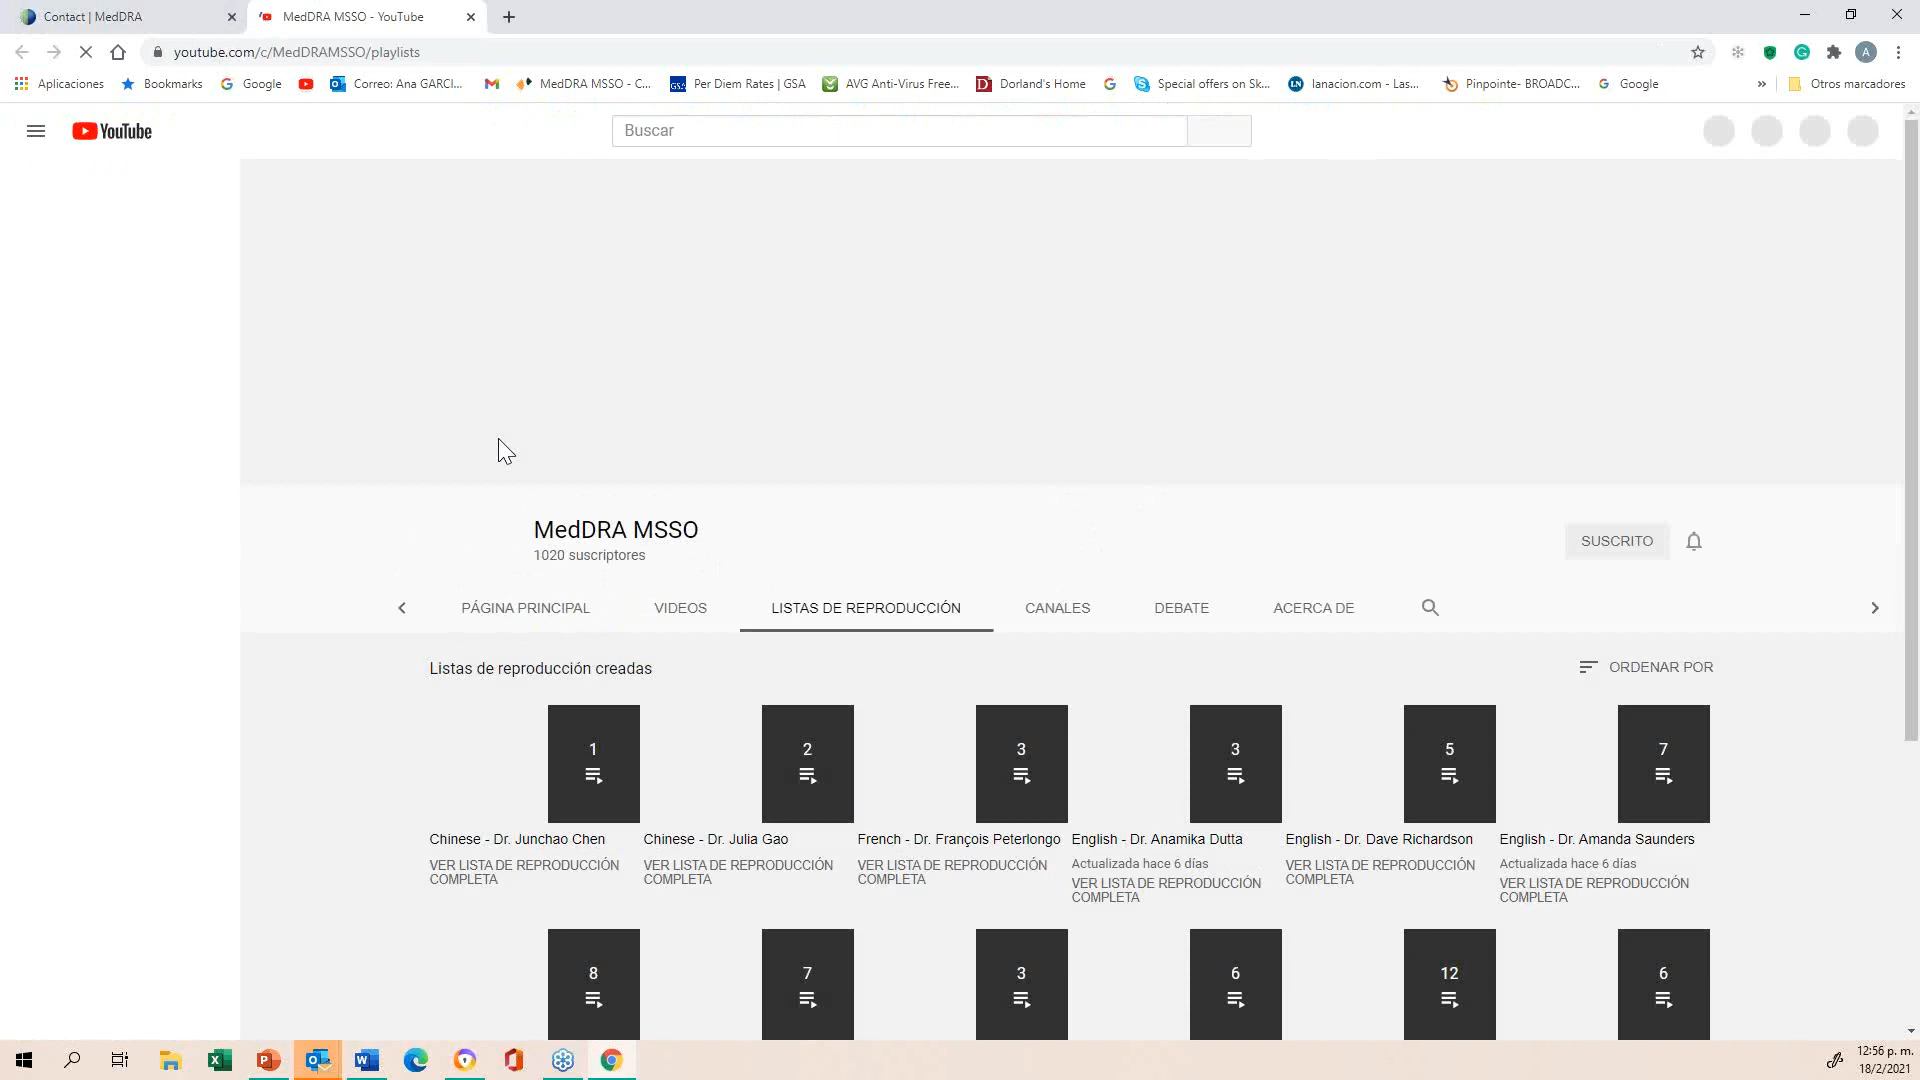 Contact | MedDRA
MedDRA MSSO - YouTube
youtube.com/c/MedDRAMSSO/playlists
A
Aplicaciones
Bookmarks
Google
Correo: Ana GARCI...
MedDRA MSSO - C...
GSA
Per Diem Rates | GSA
AVG Anti-Virus Free...
Dorland's Home
Special offers on Sk...
LN
lanacion.com - Las...
Pinpointe- BROADC...
Google
»
Otros marcadores
YouTube
Buscar
MedDRA MSSO
1020 suscriptores
SUSCRITO
PÁGINA PRINCIPAL
VIDEOS
LISTAS DE REPRODUCCIÓN
CANALES
DEBATE
ACERCA DE
Listas de reproducción creadas
ORDENAR POR
1
2
3
3
5
7
Chinese - Dr. Junchao Chen
VER LISTA DE REPRODUCCIÓN
COMPLETA
Chinese - Dr. Julia Gao
VER LISTA DE REPRODUCCIÓN
COMPLETA
French - Dr. François Peterlongo
VER LISTA DE REPRODUCCIÓN
COMPLETA
English - Dr. Anamika Dutta
Actualizada hace 6 días
VER LISTA DE REPRODUCCIÓN
COMPLETA
English - Dr. Dave Richardson
VER LISTA DE REPRODUCCIÓN
COMPLETA
English - Dr. Amanda Saunders
Actualizada hace 6 días
VER LISTA DE REPRODUCCIÓN
COMPLETA
8
7
3
6
12
6
12:56 p. m.
18/2/2021